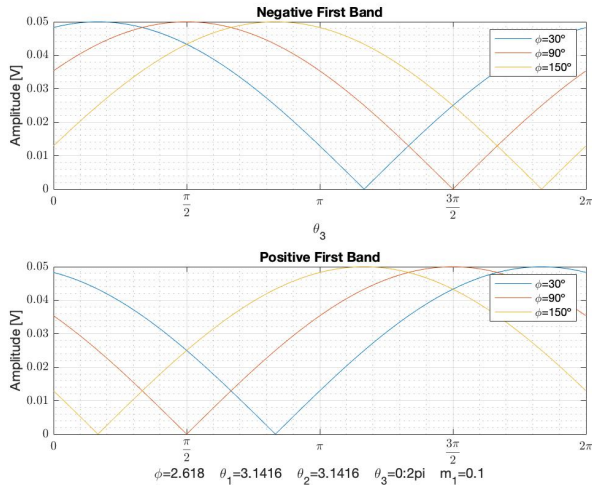 Negative First Band
Amplitude [V]
0.05
0.04
0.03
0.02
0.01
0
0 π/2 π 3π/2 2π
θ₃
ϕ=30º
ϕ=90º
ϕ=150º
Positive First Band
Amplitude [V]
0.05
0.04
0.03
0.02
0.01
0
0 π/2 π 3π/2 2π
ϕ=30º
ϕ=90º
ϕ=150º
ϕ=2.618 θ₁=3.1416 θ₂=3.1416 θ₃=0:2pi m₁=0.1